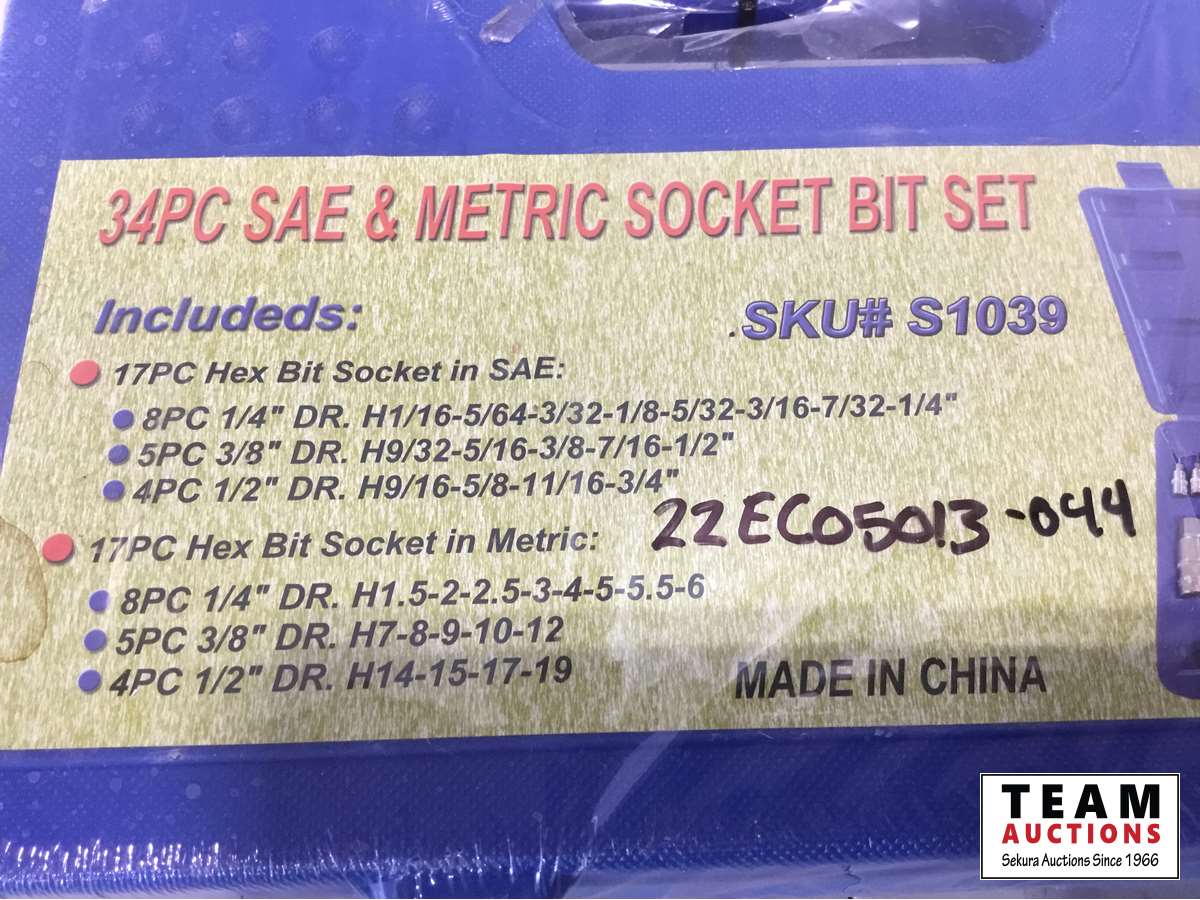 34PC SAE & METRIC SOCKET BIT SET
Includeds:
.SKU# S1039
17PC Hex Bit Socket in SAE:
8PC 1/4" DR. H1/16-5/64-3/32-1/8-5/32-3/16-7/32-1/4"
5PC 3/8" DR. H9/32-5/16-3/8-7/16-1/2"
4PC 1/2" DR. H9/16-5/8-11/16-3/4"
22EC05013-044
17PC Hex Bit Socket in Metric:
8PC 1/4" DR. H1.5-2-2.5-3-4-5-5.5-6
5PC 3/8" DR. H7-8-9-10-12
4PC 1/2" DR. H14-15-17-19
MADE IN CHINA
TEAM
AUCTIONS
Sekura Auctions Since 1966